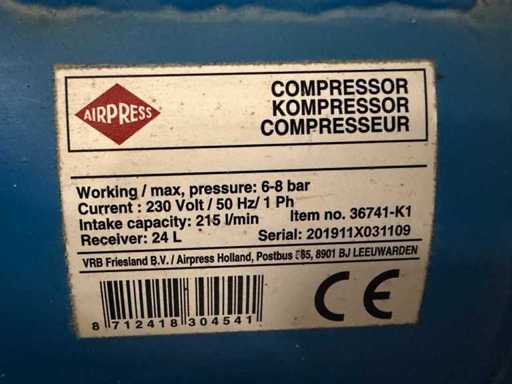 AIRPRESS
COMPRESSOR
KOMPRESSOR
COMPRESSEUR
Working / max, pressure: 6-8 bar
Current : 230 Volt / 50 Hz/ 1 Ph
Intake capacity: 215 l/min Item no. 36741-K1
Receiver: 24 L Serial: 201911X031109
VRB Friesland B.V. / Airpress Holland, Postbus 8901 BJ LEEUWARDEN
8 712418 304541
CE